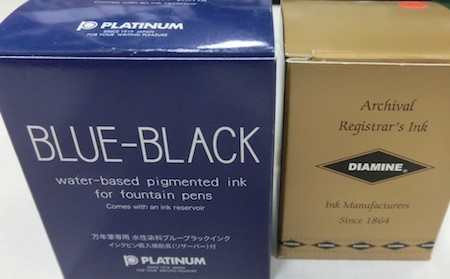 PLATINUM
SINCE 1919 JAPAN
FOR YOUR WRITING PLEASURE
BLUE-BLACK
water-based pigmented ink
for fountain pens
Comes with an ink reservoir
万年筆専用 水性染料ブルーブラックインク
インクビン吸入補助具(リザーバー)付
PLATINUM
SINCE 1919 JAPAN
FOR YOUR WRITING PLEASURE
Archival
Registrar's Ink
DIAMINE
Ink Manufacturers
Since 1864